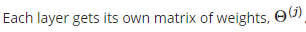 Each layer gets its own matrix of weights, Θ⁽ʲ⁾.